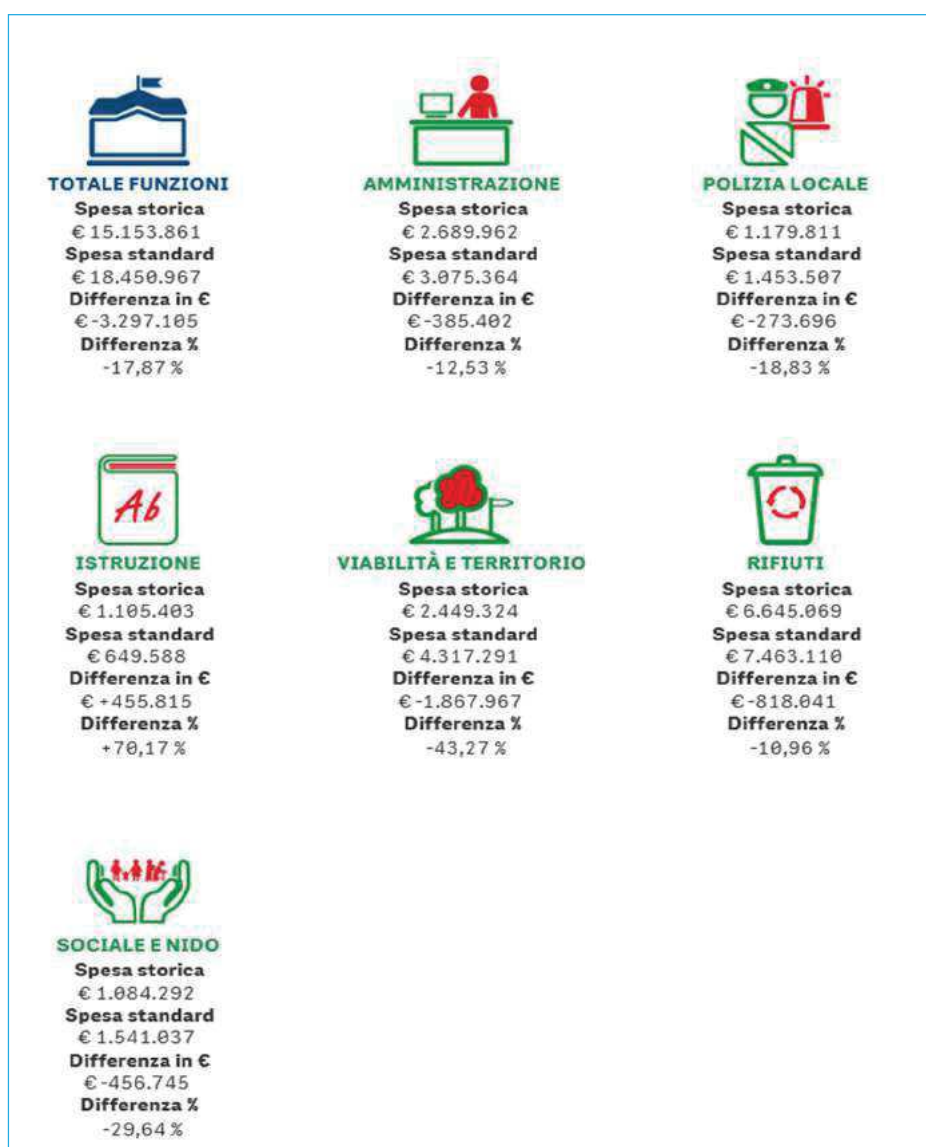 TOTALE FUNZIONI
Spesa storica
€ 15.153.861
Spesa standard
€ 18.450.967
Differenza in €
€ -3.297.105
Differenza %
-17,87 %
AMMINISTRAZIONE
Spesa storica
€ 2.689.962
Spesa standard
€ 3.075.364
Differenza in €
€ -385.402
Differenza %
-12,53 %
POLIZIA LOCALE
Spesa storica
€ 1.179.811
Spesa standard
€ 1.453.507
Differenza in €
€ -273.696
Differenza %
-18,83 %
Ab
ISTRUZIONE
Spesa storica
€ 1.105.403
Spesa standard
€ 649.588
Differenza in €
€ +455.815
Differenza %
+70,17 %
VIABILITÀ E TERRITORIO
Spesa storica
€ 2.449.324
Spesa standard
€ 4.317.291
Differenza in €
€ -1.867.967
Differenza %
-43,27 %
RIFIUTI
Spesa storica
€ 6.645.069
Spesa standard
€ 7.463.110
Differenza in €
€ -818.041
Differenza %
-10,96 %
SOCIALE E NIDO
Spesa storica
€ 1.084.292
Spesa standard
€ 1.541.037
Differenza in €
€ -456.745
Differenza %
-29,64 %